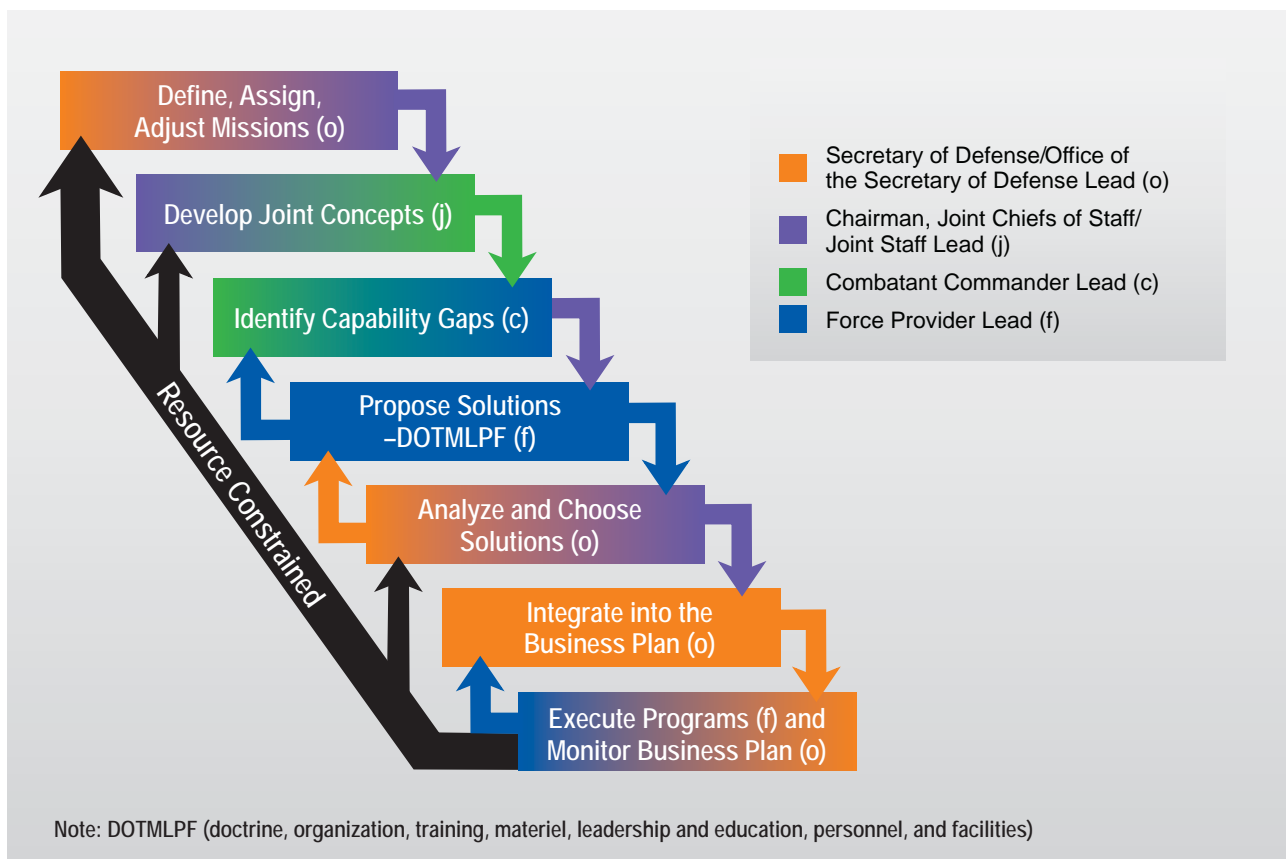 Define, Assign,
Adjust Missions (o)
Develop Joint Concepts (j)
Identify Capability Gaps (c)
Propose Solutions
–DOTMLPF (f)
Analyze and Choose
Solutions (o)
Integrate into the
Business Plan (o)
Execute Programs (f) and
Monitor Business Plan (o)
Resource Constrained
Secretary of Defense/Office of
the Secretary of Defense Lead (o)
Chairman, Joint Chiefs of Staff/
Joint Staff Lead (j)
Combatant Commander Lead (c)
Force Provider Lead (f)
Note: DOTMLPF (doctrine, organization, training, materiel, leadership and education, personnel, and facilities)